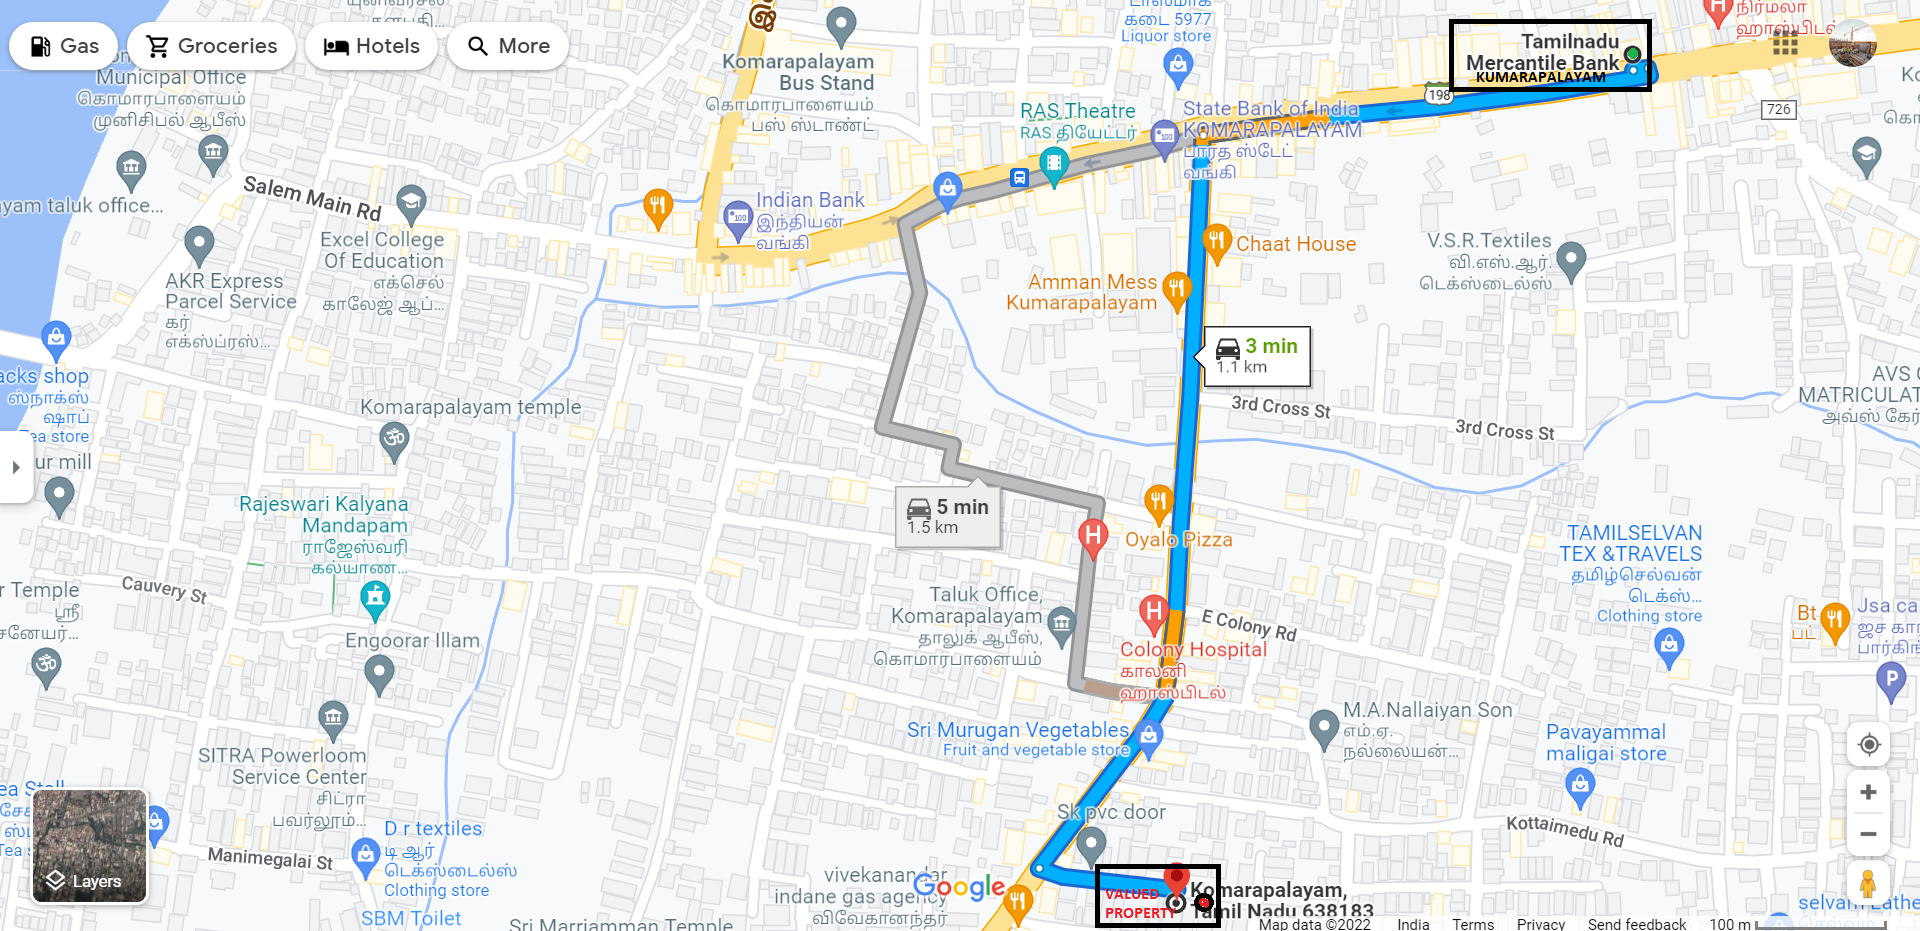 Gas
Groceries
Hotels
More
Municipal Office
கொமாரபாளையம்
முனிசிபல் ஆபீஸ்
Komarapalayam
Bus Stand
கொமாரபாளையம்
பஸ் ஸ்டாண்ட்
கடை 5977
Liquor store
நிர்மலா
Tamilnadu
Mercantile Bank
KUMARAPALAYAM
198
726
RAS Theatre
RAS தியேட்டர்
State Bank of India
KOMARAPALAYAM
பாரத ஸ்டேட்
வங்கி
Salem Main Rd
yam taluk office...
Excel College
Of Education
எக்செல்
காலேஜ் ஆப்...
Indian Bank
இந்தியன்
வங்கி
AKR Express
Parcel Service
கர்
எக்ஸ்ப்ரஸ்...
Chaat House
Amman Mess
Kumarapalayam
V.S.R.Textiles
வி.எஸ்.ஆர்.
டெக்ஸ்டைல்ஸ்
3 min
1.1 km
acks shop
ஸ்நாக்ஸ்
ஷாப்
Tea store
Komarapalayam temple
3rd Cross St
3rd Cross St
AVS
MATRICULAT
அவ்ஸ்
ur mill
Rajeswari Kalyana
Mandapam
ராஜேஸ்வரி
கல்யாண...
5 min
1.5 km
Oyalo Pizza
TAMILSELVAN
TEX &TRAVELS
தமிழ்செல்வன்
டெக்ஸ்...
Clothing store
r Temple
ஸ்ரீ
Cauvery St
Engoorar Illam
Taluk Office,
Komarapalayam
தாலுக் ஆபீஸ்,
கொமாரபாளையம்
E Colony Rd
Colony Hospital
காலனி
ஹாஸ்பிடல்
Bt
பட்
Jsa ca
ஜச கா
பார்கிங்
Sri Murugan Vegetables
Fruit and vegetable store
M.A.Nallaiyan Son
எம்.ஏ.
நல்லையன்...
Pavayammal
maligai store
SITRA Powerloom
Service Center
சிட்ரா
பவர்லூம்...
Sk pvc door
Kottaimedu Rd
D r textiles
டி ஆர்
டெக்ஸ்டைல்ஸ்
Clothing store
Manimegalai St
Layers
SBM Toilet
vivekanandar
indane gas agency
விவேகானந்தர்
Google
VALUED
PROPERTY
Komarapalayam,
Tamil Nadu 638183
Sri Marriamman Temple
Map data ©2022
India
Terms
Privacy
Send feedback
100 m